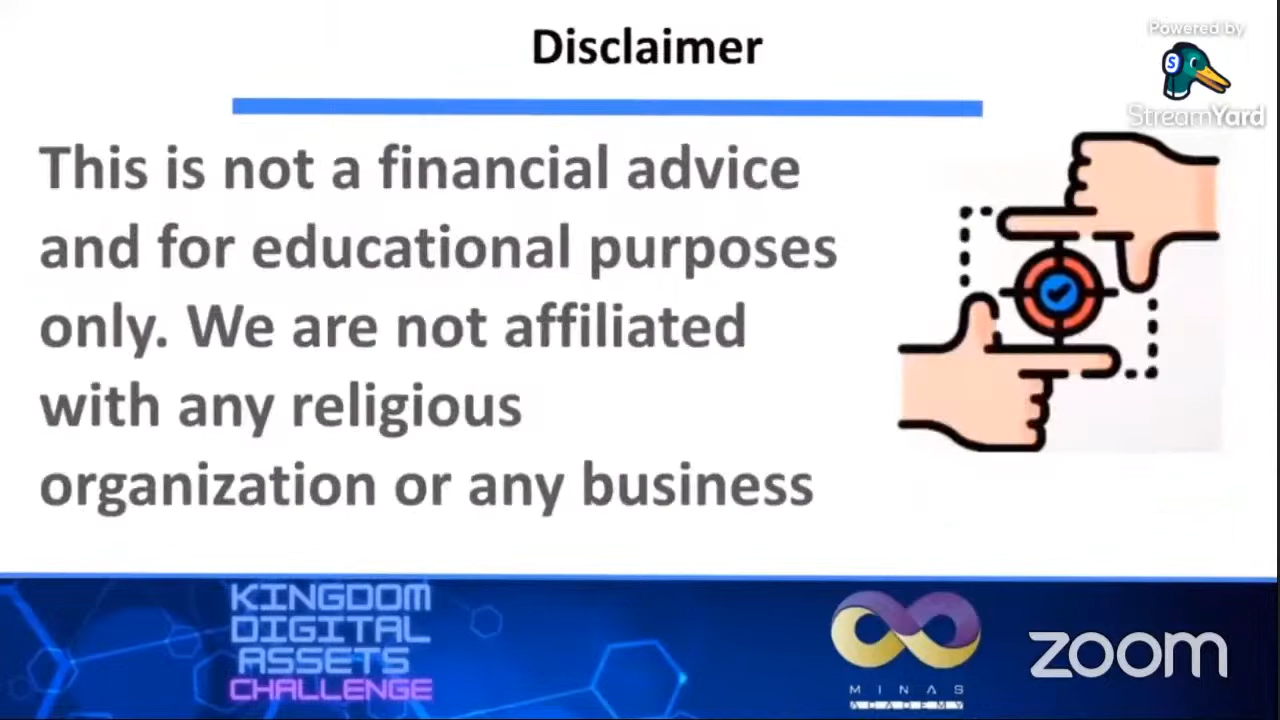 Disclaimer
Powered by
StreamYard
This is not a financial advice
and for educational purposes
only. We are not affiliated
with any religious
organization or any business
KINGDOM
DIGITAL
ASSETS
CHALLENGE
MINAS
ACADEMY
zoom